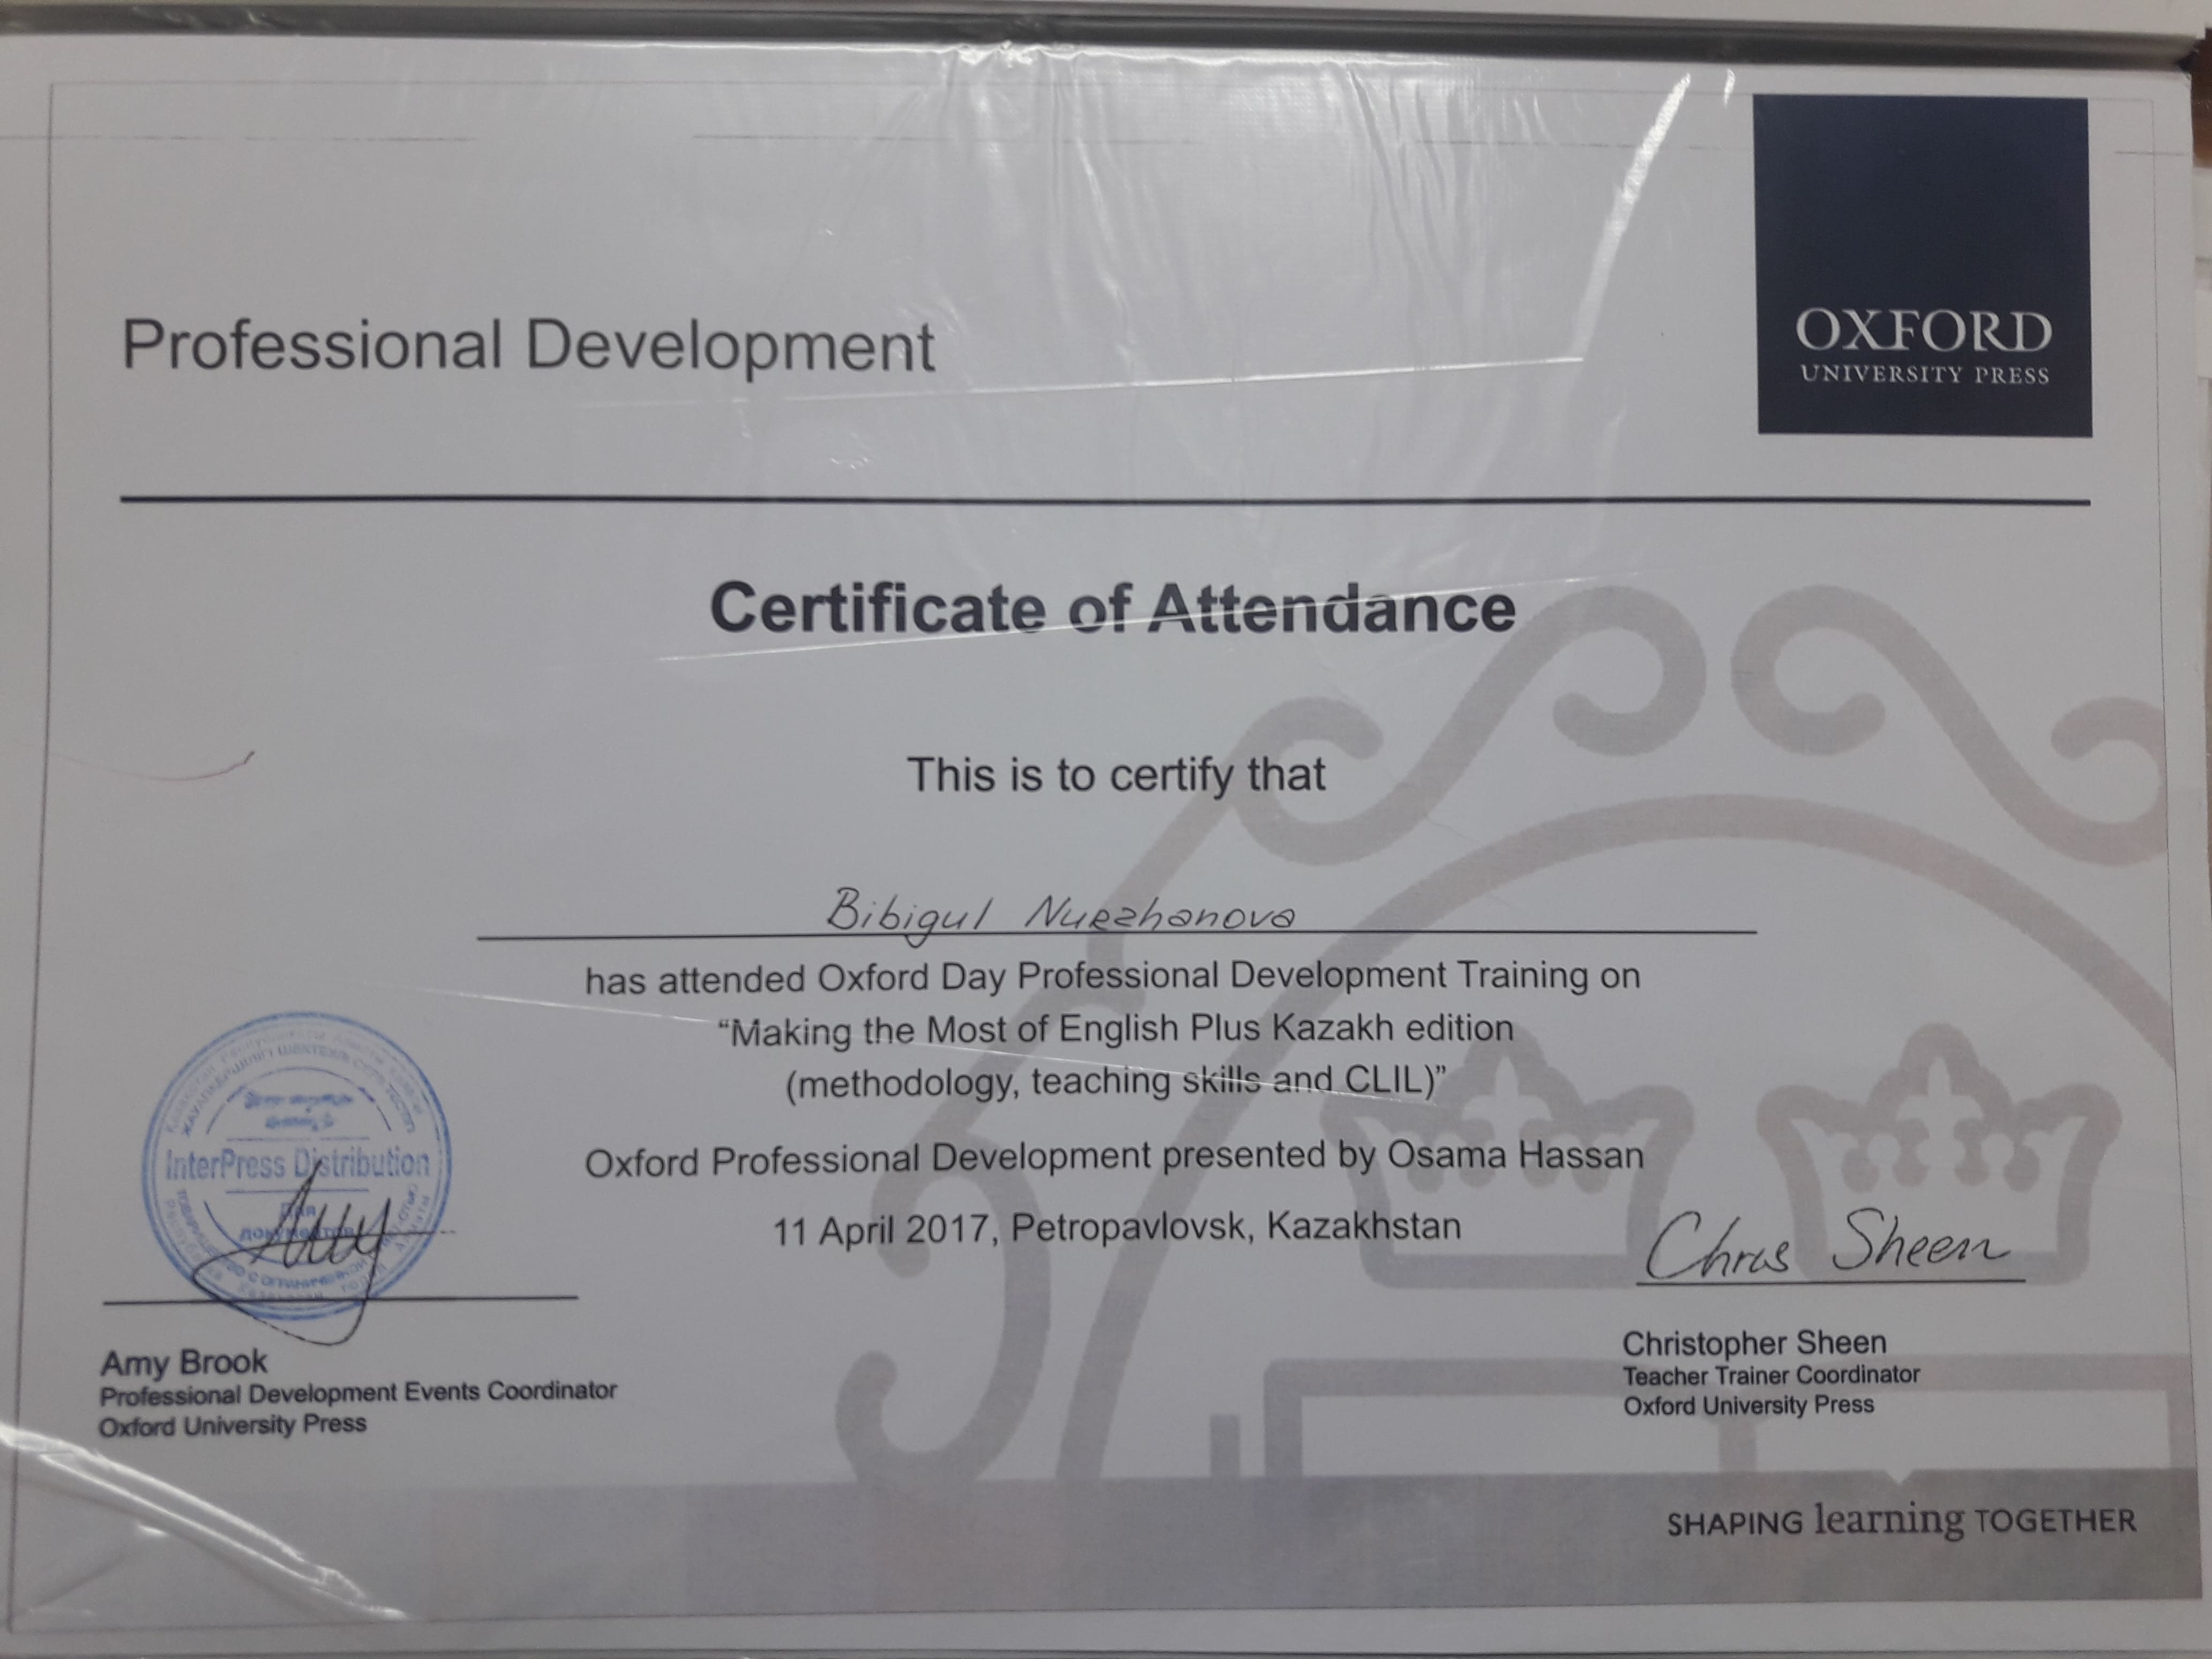 Professional Development
OXFORD
UNIVERSITY PRESS
Certificate of Attendance
This is to certify that
Bibigul Nurzhanova
has attended Oxford Day Professional Development Training on
“Making the Most of English Plus Kazakh edition
(methodology, teaching skills and CLIL)”
Oxford Professional Development presented by Osama Hassan
11 April 2017, Petropavlovsk, Kazakhstan
InterPress Distribution
Для
документов
Chris Sheen
Amy Brook
Professional Development Events Coordinator
Oxford University Press
Christopher Sheen
Teacher Trainer Coordinator
Oxford University Press
SHAPING learning TOGETHER